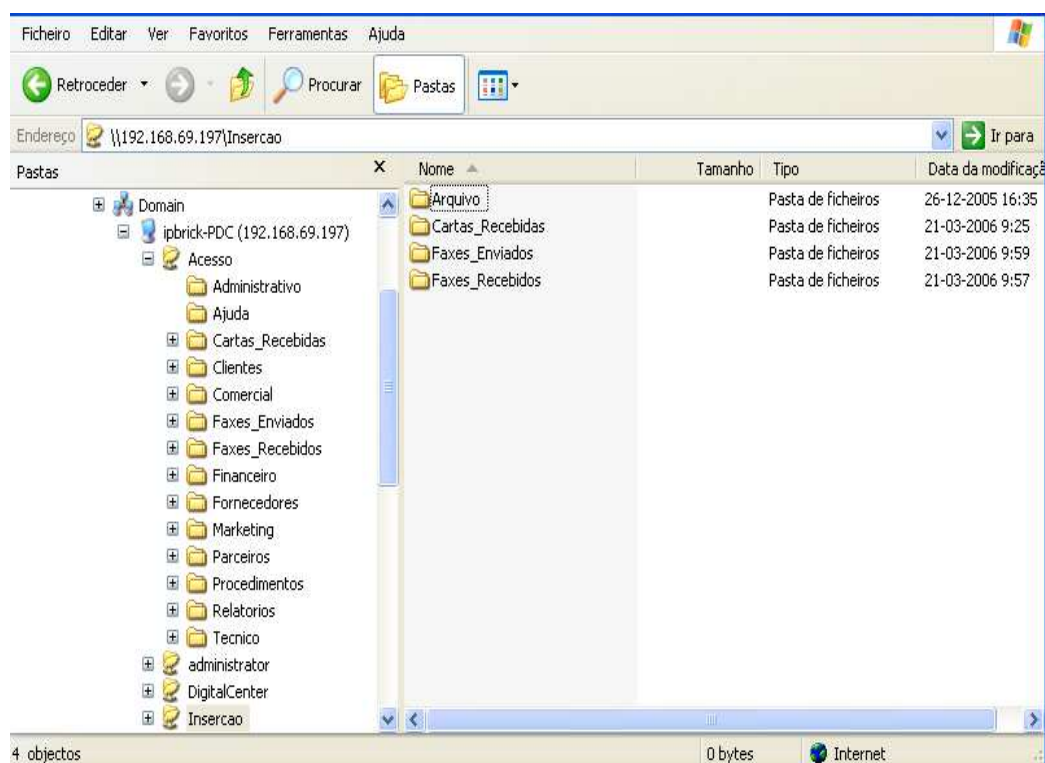 Ficheiro Editar Ver Favoritos Ferramentas Ajuda
Retroceder Procurar Pastas
Endereço \\192.168.69.197\Insercao Ir para
Pastas
Nome Tamanho Tipo Data da modificaçã
Domain
ipbrick-PDC (192.168.69.197)
Acesso
Administrativo
Ajuda
Cartas_Recebidas
Clientes
Comercial
Faxes_Enviados
Faxes_Recebidos
Financeiro
Fornecedores
Marketing
Parceiros
Procedimentos
Relatorios
Tecnico
administrator
DigitalCenter
Insercao
Arquivo Pasta de ficheiros 26-12-2005 16:35
Cartas_Recebidas Pasta de ficheiros 21-03-2006 9:25
Faxes_Enviados Pasta de ficheiros 21-03-2006 9:59
Faxes_Recebidos Pasta de ficheiros 21-03-2006 9:57
4 objectos 0 bytes Internet